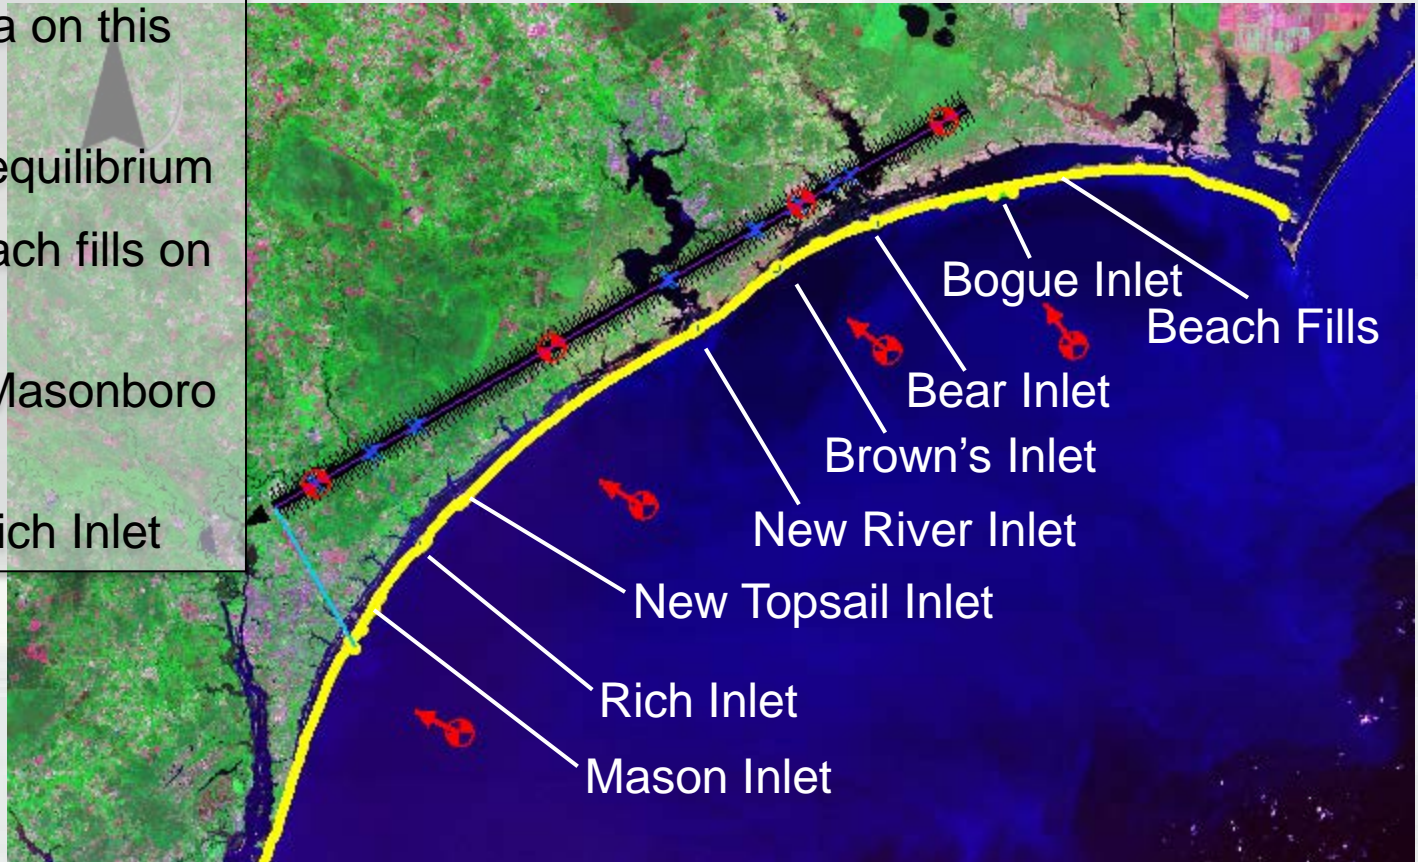 a on this
equilibrium
ach fills on
Masonboro
ich Inlet
Bogue Inlet
Beach Fills
Bear Inlet
Brown's Inlet
New River Inlet
New Topsail Inlet
Rich Inlet
Mason Inlet